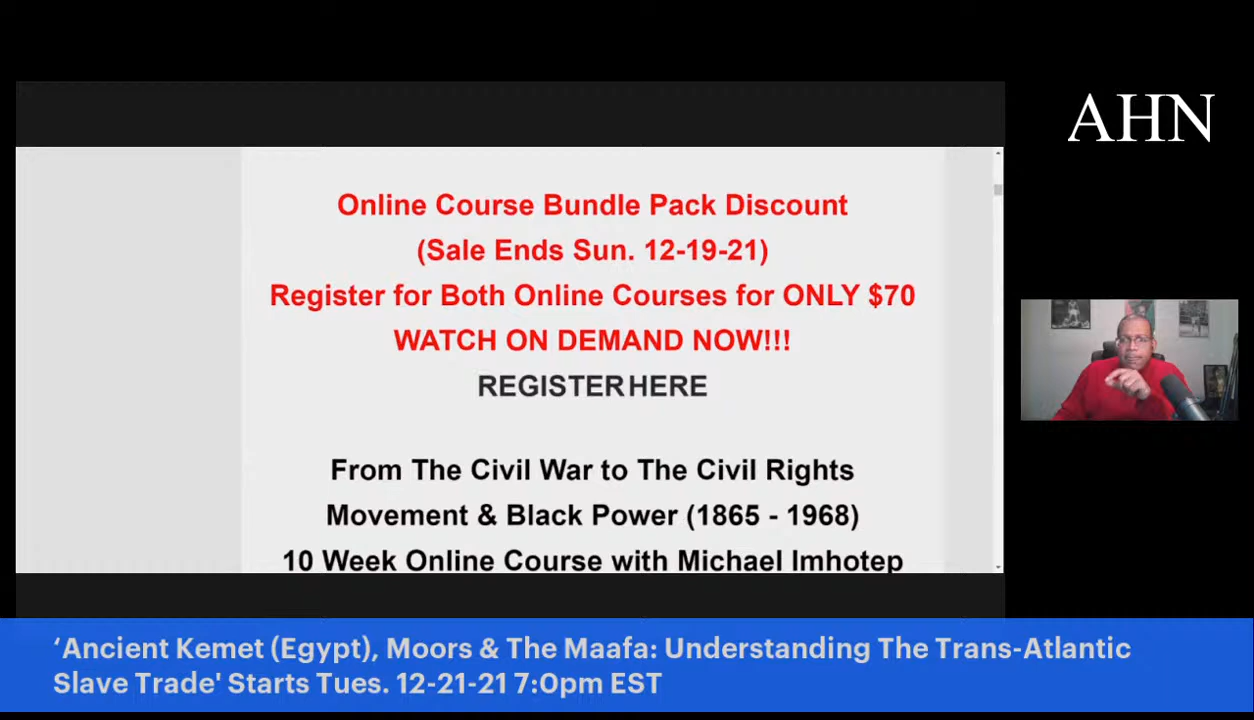 AHN
Online Course Bundle Pack Discount
(Sale Ends Sun. 12-19-21)
Register for Both Online Courses for ONLY $70
WATCH ON DEMAND NOW!!!
REGISTER HERE
From The Civil War to The Civil Rights
Movement & Black Power (1865 - 1968)
10 Week Online Course with Michael Imhotep
‘Ancient Kemet (Egypt), Moors & The Maafa: Understanding The Trans-Atlantic
Slave Trade' Starts Tues. 12-21-21 7:0pm EST